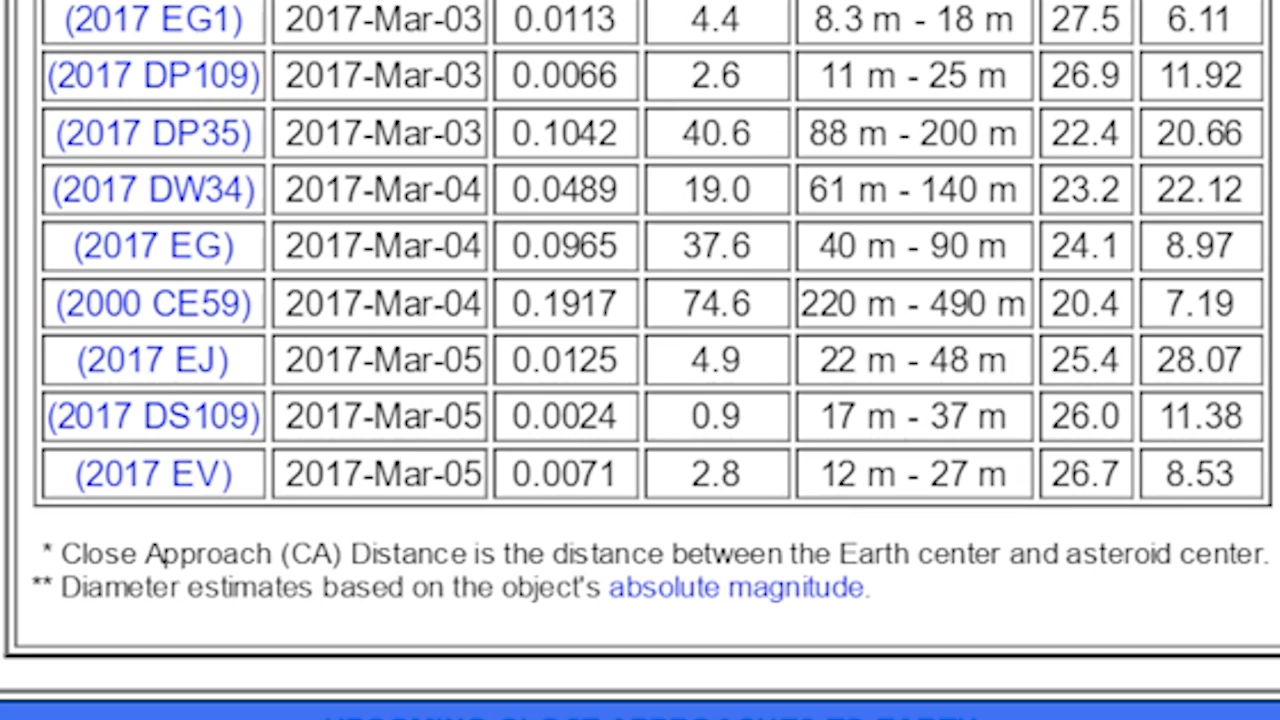 (2017 EG1) 2017-Mar-03 0.0113 4.4 8.3 m - 18 m 27.5 6.11
(2017 DP109) 2017-Mar-03 0.0066 2.6 11 m - 25 m 26.9 11.92
(2017 DP35) 2017-Mar-03 0.1042 40.6 88 m - 200 m 22.4 20.66
(2017 DW34) 2017-Mar-04 0.0489 19.0 61 m - 140 m 23.2 22.12
(2017 EG) 2017-Mar-04 0.0965 37.6 40 m - 90 m 24.1 8.97
(2000 CE59) 2017-Mar-04 0.1917 74.6 220 m - 490 m 20.4 7.19
(2017 EJ) 2017-Mar-05 0.0125 4.9 22 m - 48 m 25.4 28.07
(2017 DS109) 2017-Mar-05 0.0024 0.9 17 m - 37 m 26.0 11.38
(2017 EV) 2017-Mar-05 0.0071 2.8 12 m - 27 m 26.7 8.53
* Close Approach (CA) Distance is the distance between the Earth center and asteroid center.
** Diameter estimates based on the object's absolute magnitude.